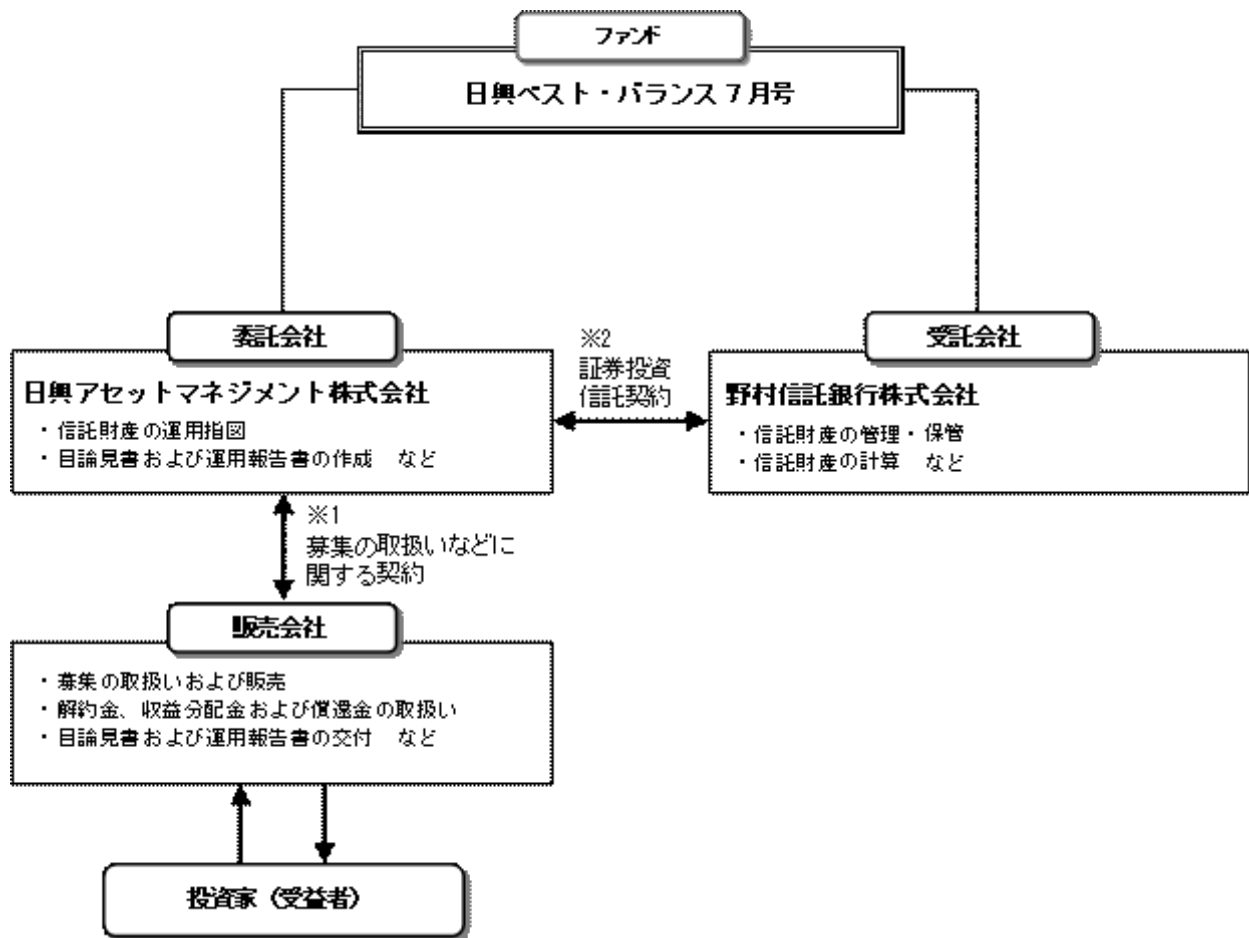 ファンド
日興ベスト・バランス７月号
委託会社
日興アセットマネジメント株式会社
・信託財産の運用指図
・目論見書および運用報告書の作成　など
※2
証券投資
信託契約
受託会社
野村信託銀行株式会社
・信託財産の管理・保管
・信託財産の計算　など
※1
募集の取扱いなどに
関する契約
販売会社
・募集の取扱いおよび販売
・解約金、収益分配金および償還金の取扱い
・目論見書および運用報告書の交付　など
投資家（受益者）